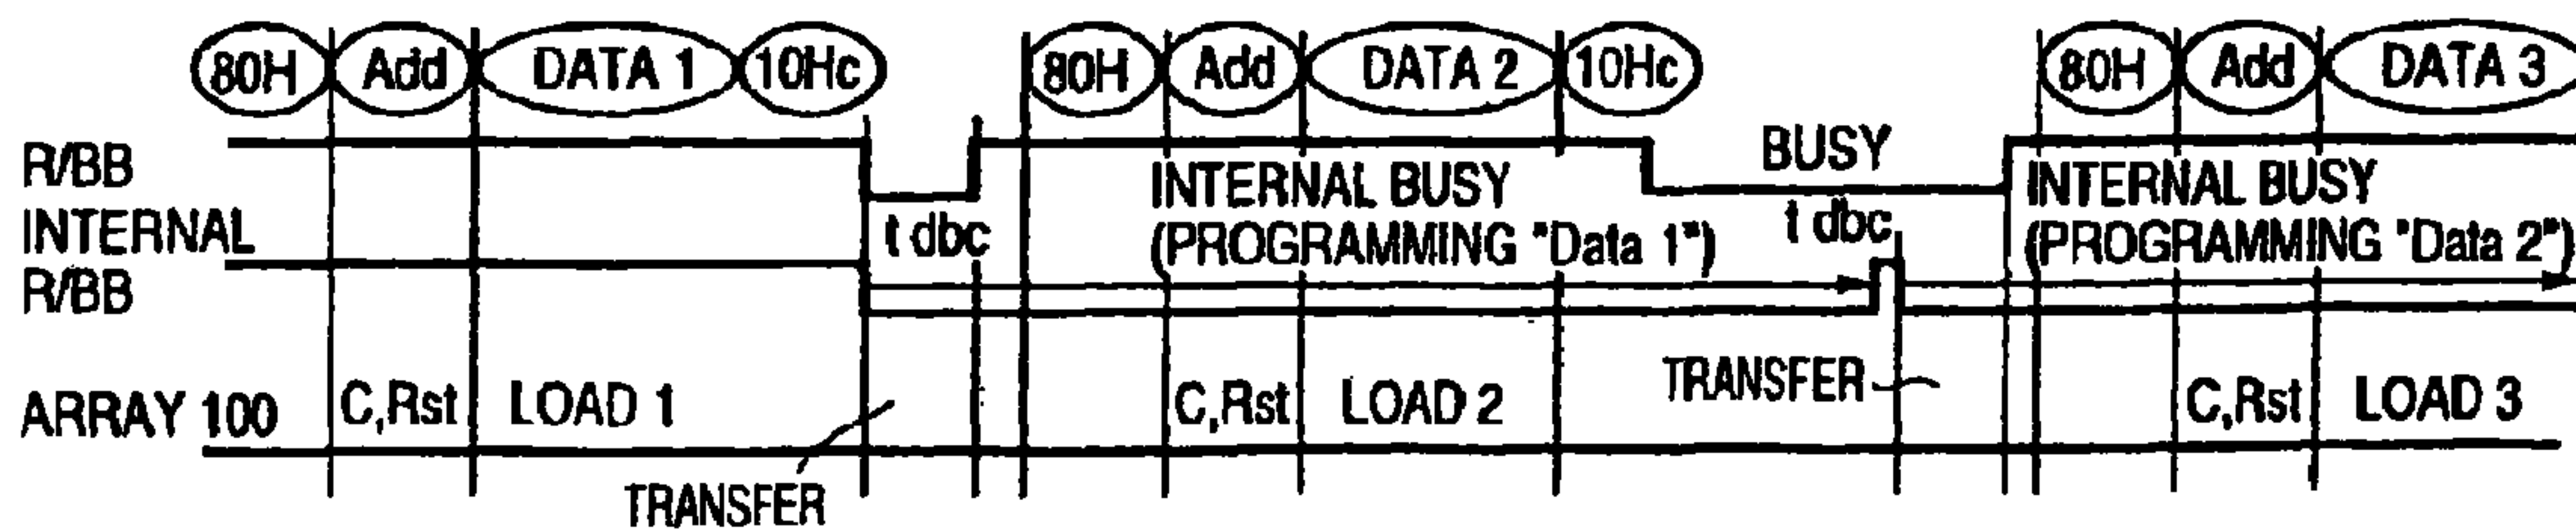 80H Add DATA 1 10Hc 80H Add DATA 2 10Hc 80H Add DATA 3
R/BB
BUSY
INTERNAL BUSY
(PROGRAMMING "Data 1")
INTERNAL BUSY
(PROGRAMMING "Data 2")
INTERNAL
R/BB
t dbc
t dbc
ARRAY 100 C,Rst LOAD 1 C,Rst LOAD 2 TRANSFER C,Rst LOAD 3
TRANSFER